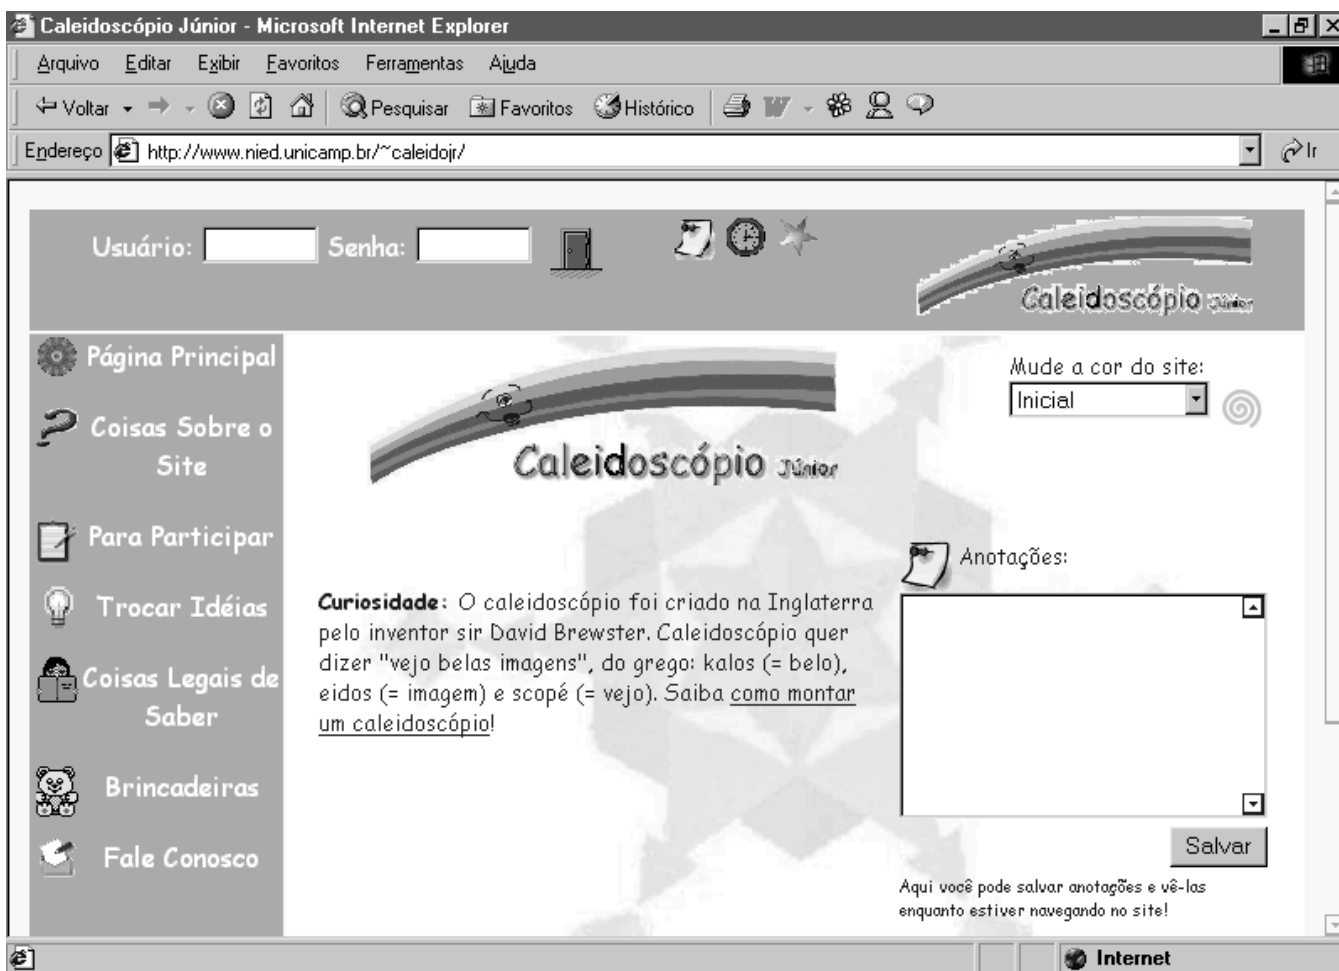 Caleidoscópio Júnior - Microsoft Internet Explorer
Arquivo Editar Exibir Favoritos Ferramentas Ajuda
Voltar Pesquisar Favoritos Histórico
Endereço http://www.nied.unicamp.br/~caleidojr/ Ir
Usuário: Senha:
Caleidoscópio Júnior
Página Principal
Coisas Sobre o
Site
Para Participar
Trocar Idéias
Coisas Legais de
Saber
Brincadeiras
Fale Conosco
Caleidoscópio Júnior
Curiosidade: O caleidoscópio foi criado na Inglaterra
pelo inventor sir David Brewster. Caleidoscópio quer
dizer "vejo belas imagens", do grego: kalos (= belo),
eidos (= imagem) e scopé (= vejo). Saiba como montar
um caleidoscópio!
Mude a cor do site:
Inicial
Anotações:
Salvar
Aqui você pode salvar anotações e vê-las
enquanto estiver navegando no site!
Internet